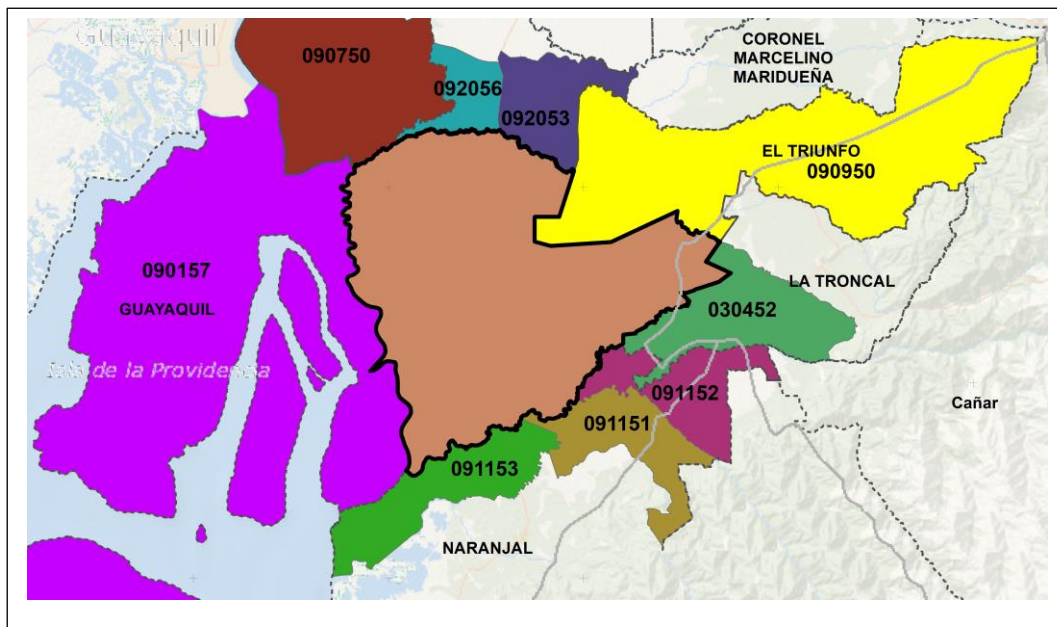 Guayaquil
090750
092056
092053
CORONEL
MARCELINO
MARIDUEÑA
EL TRIUNFO
090950
090157
GUAYAQUIL
LA TRONCAL
030452
Isla de la Providencia
091152
091151
Cañar
091153
NARANJAL